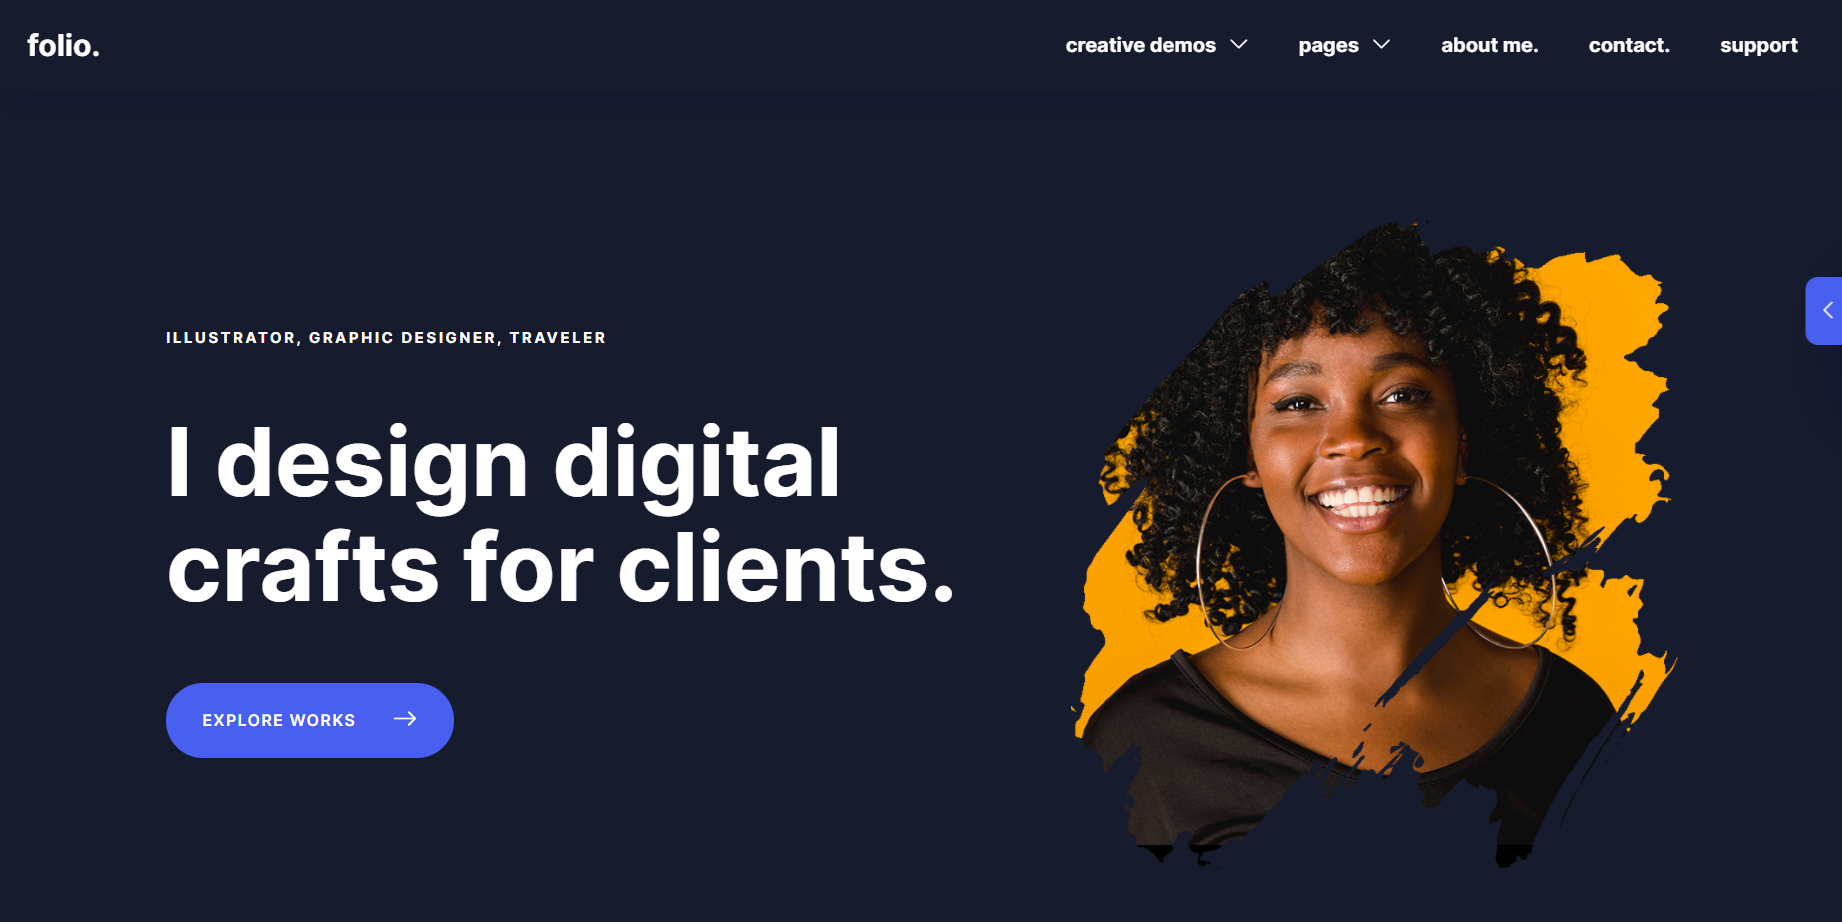 folio.
creative demos
pages
about me.
contact.
support
ILLUSTRATOR, GRAPHIC DESIGNER, TRAVELER
I design digital
crafts for clients.
EXPLORE WORKS